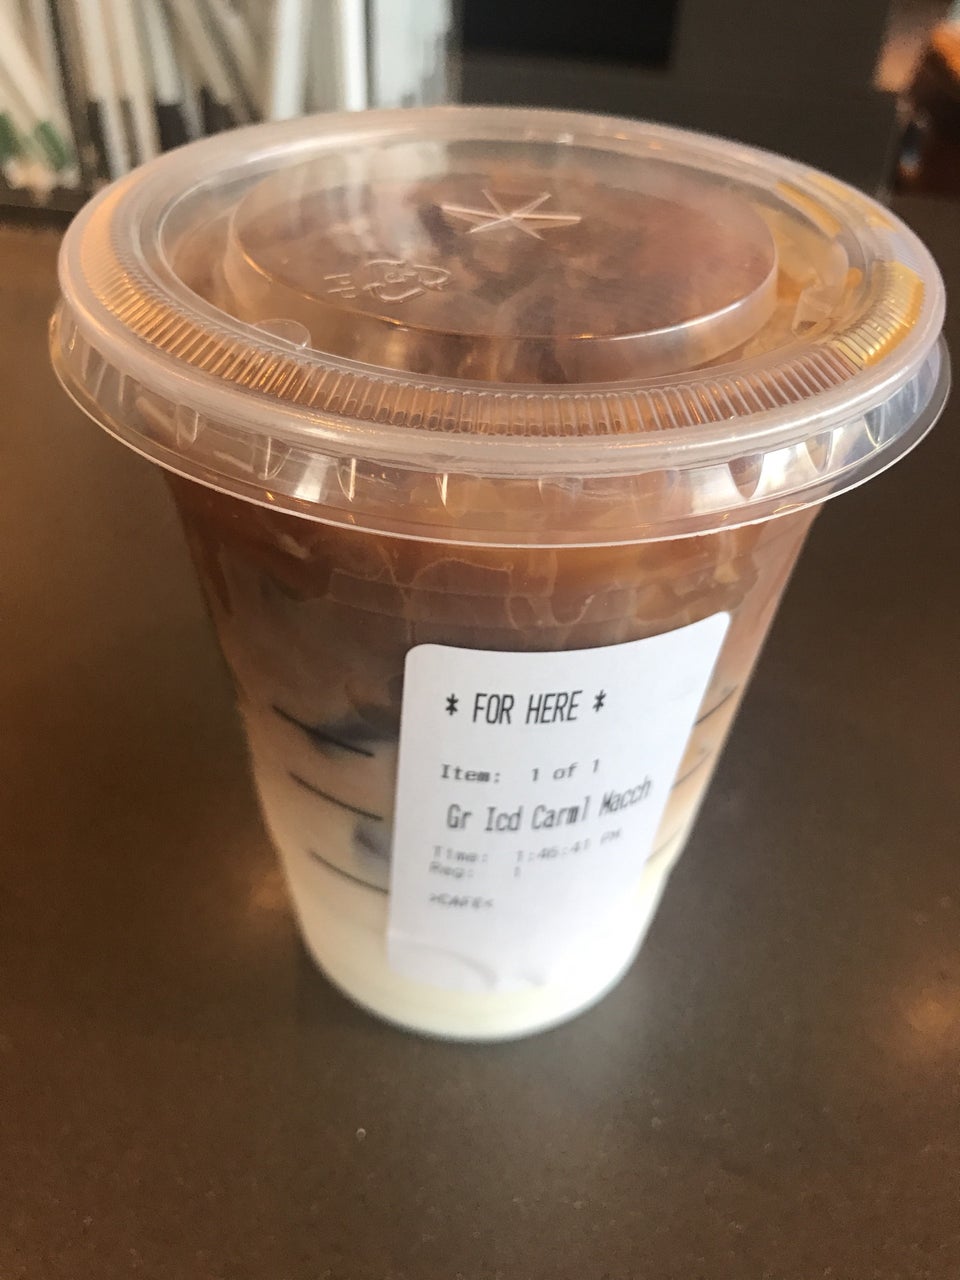 * FOR HERE *
Item: 1 of 1
Gr Icd Carml Macch
Time: 1:46:41 PM
Reg: 1
>CAFE<